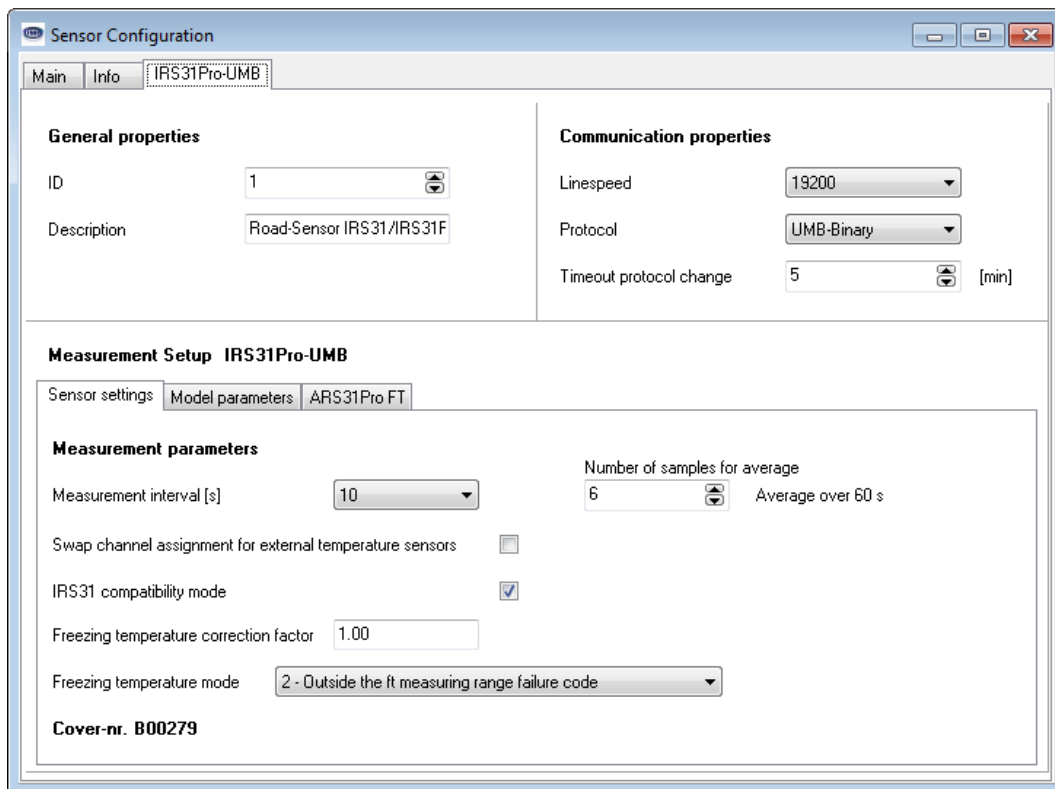 Sensor Configuration
Main Info IRS31Pro-UMB
General properties
ID 1
Description Road-Sensor IRS31/IRS31F
Communication properties
Linespeed 19200
Protocol UMB-Binary
Timeout protocol change 5 [min]
Measurement Setup IRS31Pro-UMB
Sensor settings Model parameters ARS31Pro FT
Measurement parameters
Number of samples for average
Measurement interval [s] 10 6 Average over 60 s
Swap channel assignment for external temperature sensors
IRS31 compatibility mode
Freezing temperature correction factor 1.00
Freezing temperature mode 2 - Outside the ft measuring range failure code
Cover-nr. B00279